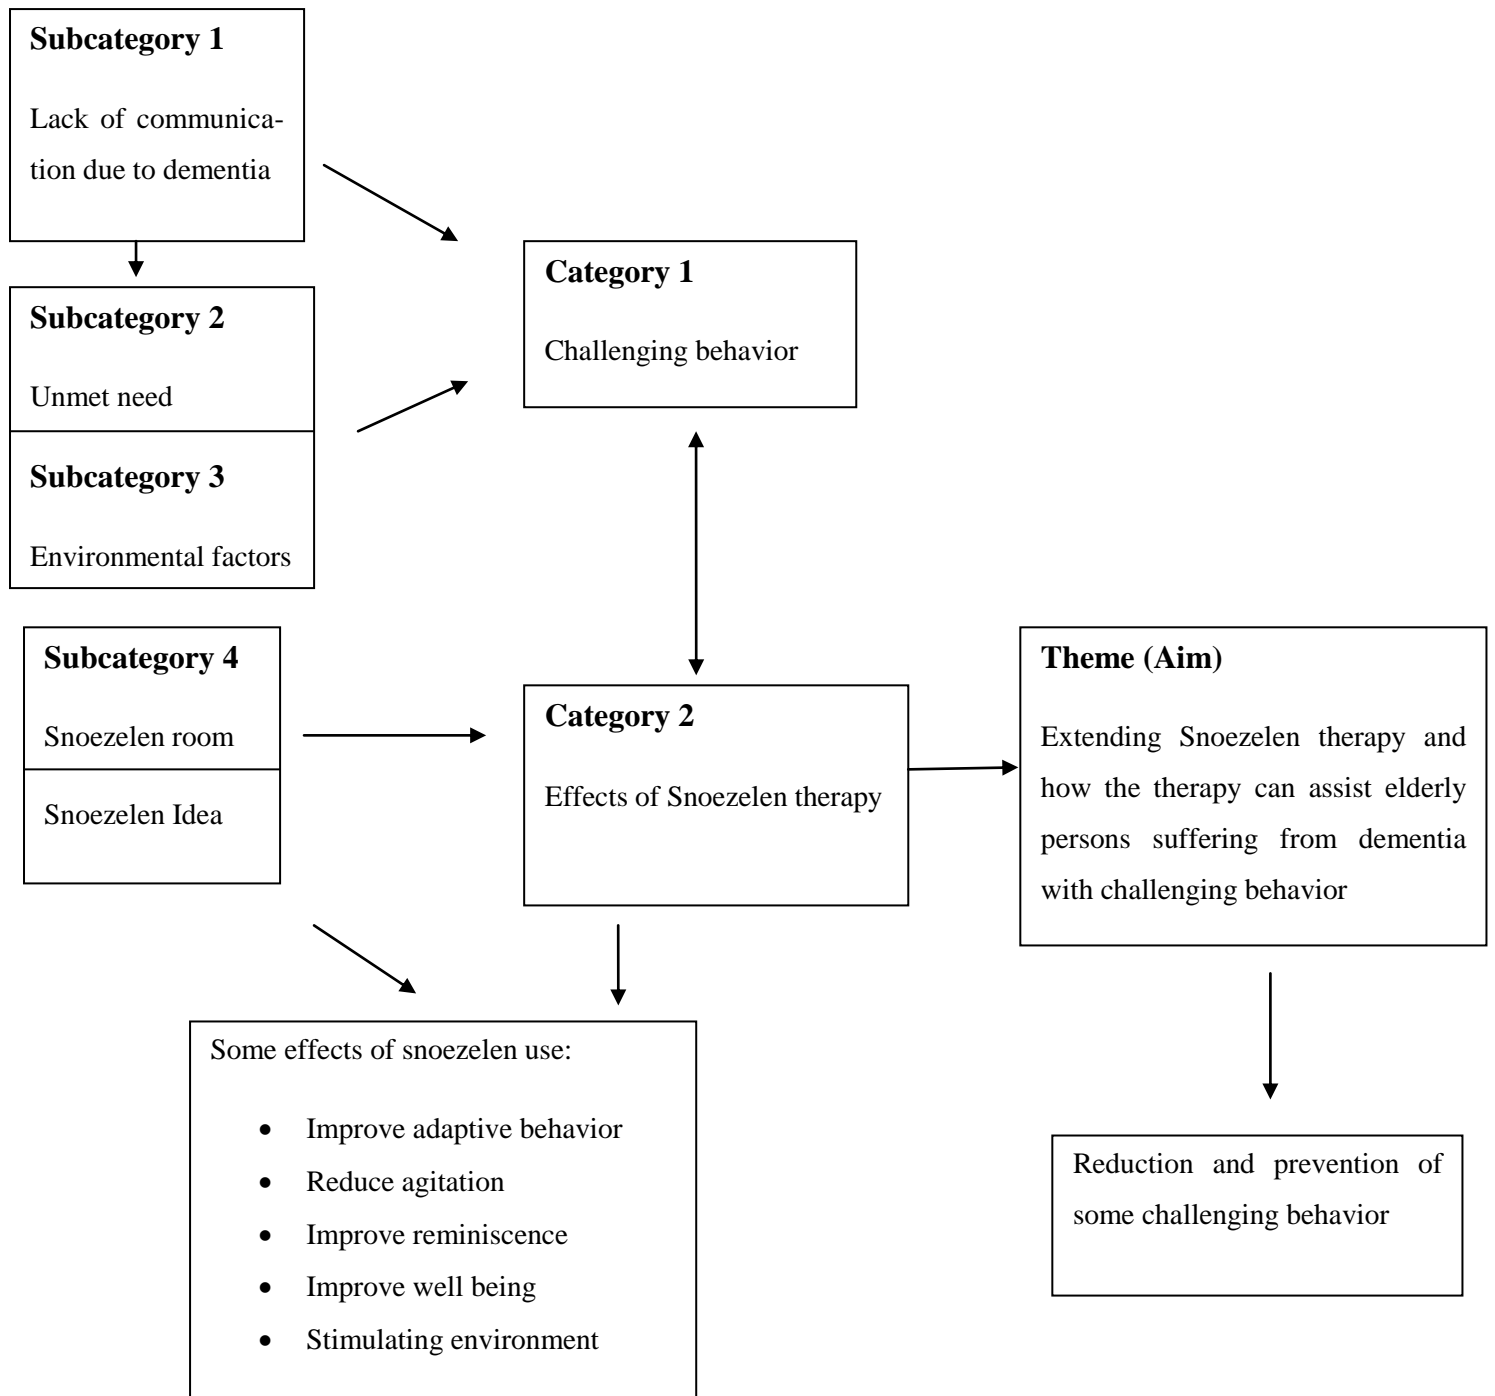 Subcategory 1
Lack of communica-
tion due to dementia
Subcategory 2
Unmet need
Subcategory 3
Environmental factors
Category 1
Challenging behavior
Subcategory 4
Snoezelen room
Snoezelen Idea
Category 2
Effects of Snoezelen therapy
Theme (Aim)
Extending Snoezelen therapy and
how the therapy can assist elderly
persons suffering from dementia
with challenging behavior
Some effects of snoezelen use:
• Improve adaptive behavior
• Reduce agitation
• Improve reminiscence
• Improve well being
• Stimulating environment
Reduction and prevention of
some challenging behavior